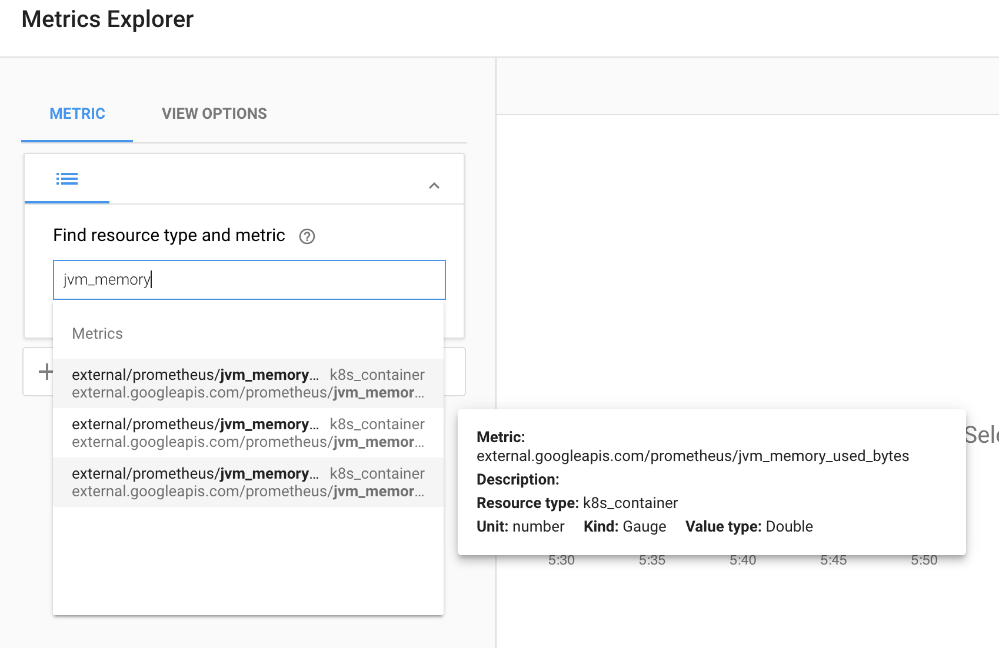 Metrics Explorer
METRIC
VIEW OPTIONS
Find resource type and metric
jvm_memory
Metrics
external/prometheus/jvm_memory... k8s_container
external.googleapis.com/prometheus/jvm_memor...
external/prometheus/jvm_memory... k8s_container
external.googleapis.com/prometheus/jvm_memor...
external/prometheus/jvm_memory... k8s_container
external.googleapis.com/prometheus/jvm_memor...
Metric:
external.googleapis.com/prometheus/jvm_memory_used_bytes
Description:
Resource type: k8s_container
Unit: number Kind: Gauge Value type: Double
5:30 5:35 5:40 5:45 5:50